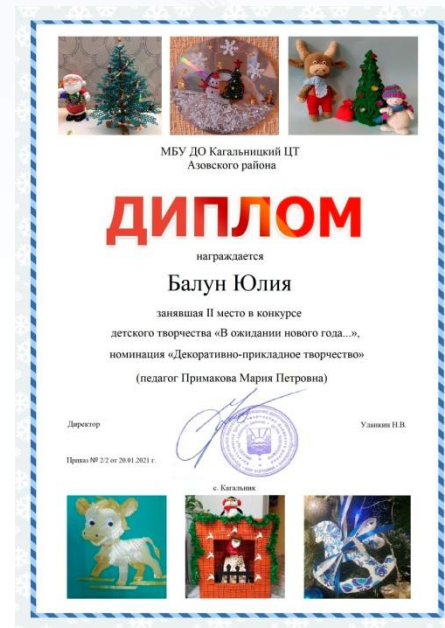 МБУ ДО Кагальницкий ЦТ
Азовского района
ДИПЛОМ
награждается
Балун Юлия
занявшая II место в конкурсе
детского творчества «В ожидании нового года...»,
номинация «Декоративно-прикладное творчество»
(педагог Примакова Мария Петровна)
Директор
Уланкин Н.В.
Приказ № 2/2 от 20.01.2021 г.
с. Кагальник